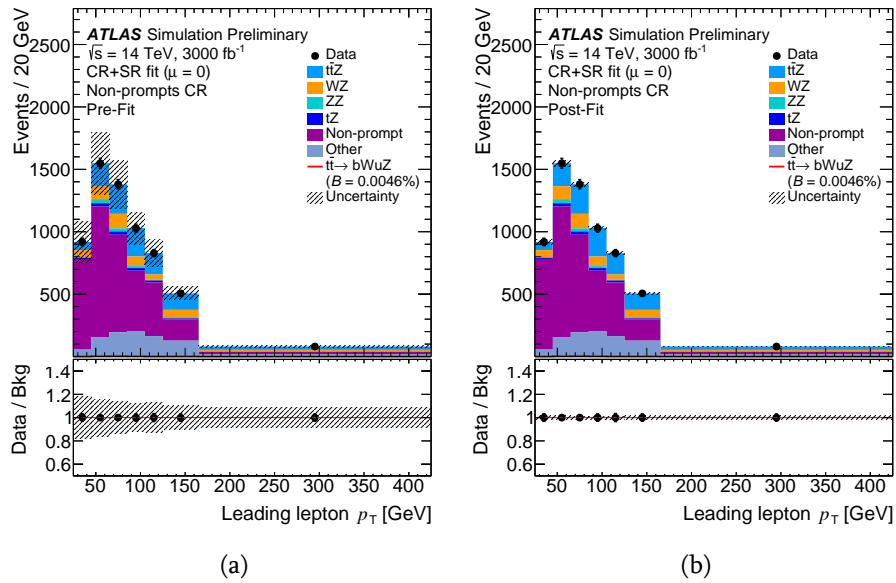 Events / 20 GeV
2500
2000
1500
1000
500
ATLAS Simulation Preliminary
√s = 14 TeV, 3000 fb⁻¹
CR+SR fit (μ = 0)
Non-prompts CR
Pre-Fit
Data
tt̄Z
WZ
ZZ
tZ
Non-prompt
Other
tt̄→ bWuZ
(B = 0.0046%)
Uncertainty
Data / Bkg
1.4
1.2
1
0.8
0.6
50 100 150 200 250 300 350 400
Leading lepton p_T [GeV]
(a)
Events / 20 GeV
2500
2000
1500
1000
500
ATLAS Simulation Preliminary
√s = 14 TeV, 3000 fb⁻¹
CR+SR fit (μ = 0)
Non-prompts CR
Post-Fit
Data
tt̄Z
WZ
ZZ
tZ
Non-prompt
Other
tt̄→ bWuZ
(B = 0.0046%)
Uncertainty
Data / Bkg
1.4
1.2
1
0.8
0.6
50 100 150 200 250 300 350 400
Leading lepton p_T [GeV]
(b)